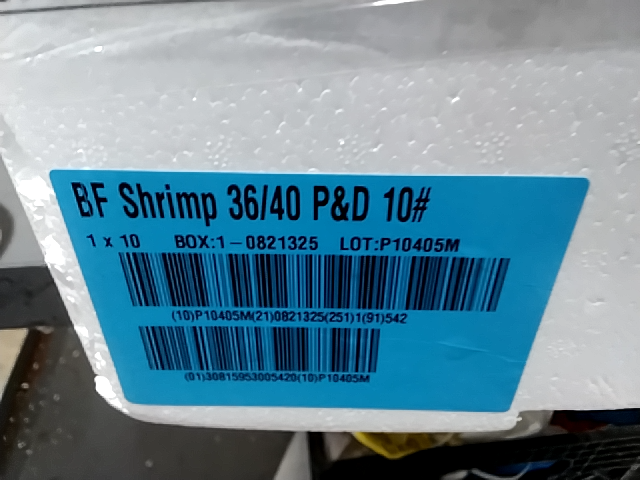 BF Shrimp 36/40 P&D 10#
1 x 10 BOX:1-0821325 LOT:P10405M
(10)P10405M(21)0821325(251)1(91)542
(01)30815953005420(10)P10405M